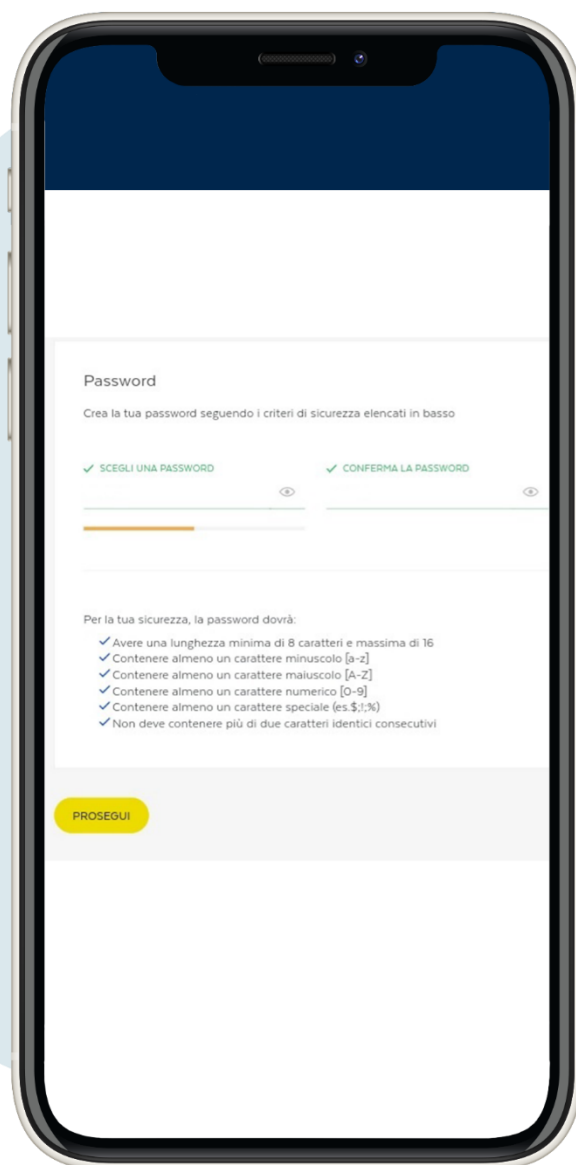 Password
Crea la tua password seguendo i criteri di sicurezza elencati in basso
SCEGLI UNA PASSWORD
CONFERMA LA PASSWORD
Per la tua sicurezza, la password dovrà:
Avere una lunghezza minima di 8 caratteri e massima di 16
Contenere almeno un carattere minuscolo [a-z]
Contenere almeno un carattere maiuscolo [A-Z]
Contenere almeno un carattere numerico [0-9]
Contenere almeno un carattere speciale (es.$;!;%)
Non deve contenere più di due caratteri identici consecutivi
PROSEGUI